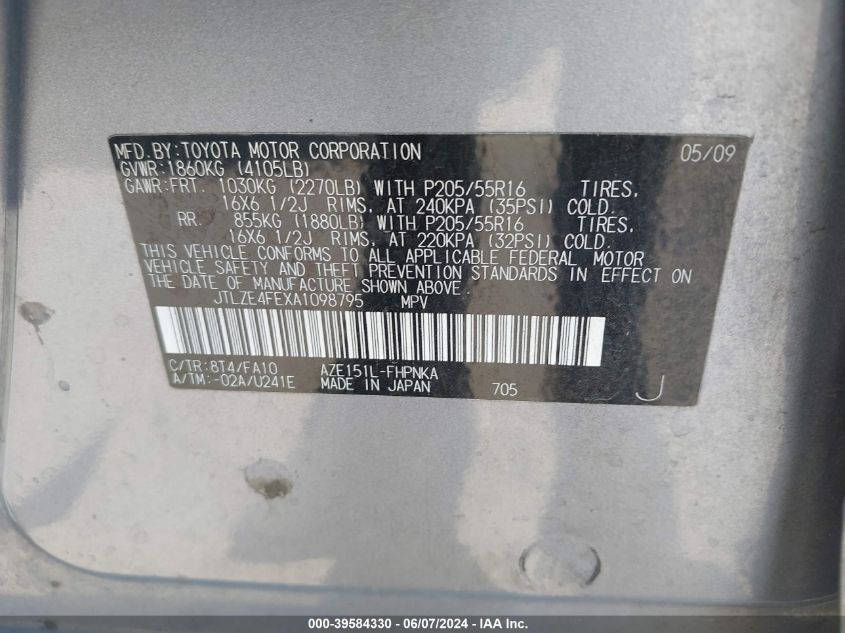 MFD.BY:TOYOTA MOTOR CORPORATION 05/09
GVWR:1860KG (4105LB)
GAWR:FRT. 1030KG (2270LB) WITH P205/55R16 TIRES,
16X6 1/2J RIMS, AT 240KPA (35PSI) COLD.
RR. 855KG (1880LB) WITH P205/55R16 TIRES,
16X6 1/2J RIMS, AT 220KPA (32PSI) COLD.
THIS VEHICLE CONFORMS TO ALL APPLICABLE FEDERAL MOTOR
VEHICLE SAFETY AND THEFT PREVENTION STANDARDS IN EFFECT ON
THE DATE OF MANUFACTURE SHOWN ABOVE.
JTLZE4FEXA1098795 MPV
C/TR:8T4/FA10 AZE151L-FHPNKA
A/TM:-02A/U241E MADE IN JAPAN 705 J
000-39584330 - 06/07/2024 - IAA Inc.